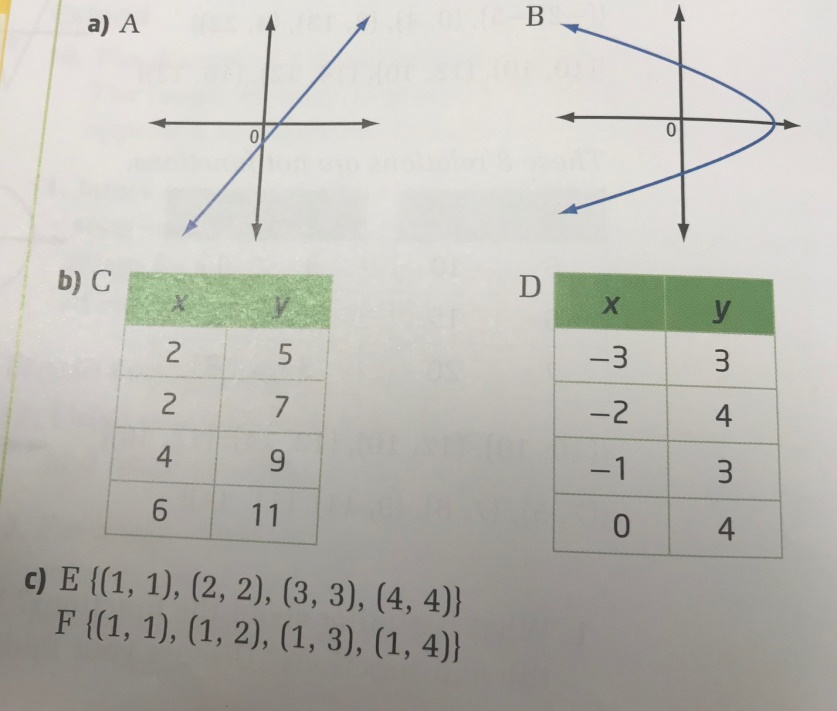 a) A
B
0
0
b) C
x y
2 5
2 7
4 9
6 11
D
x y
−3 3
−2 4
−1 3
0 4
c) E {(1, 1), (2, 2), (3, 3), (4, 4)}
F {(1, 1), (1, 2), (1, 3), (1, 4)}